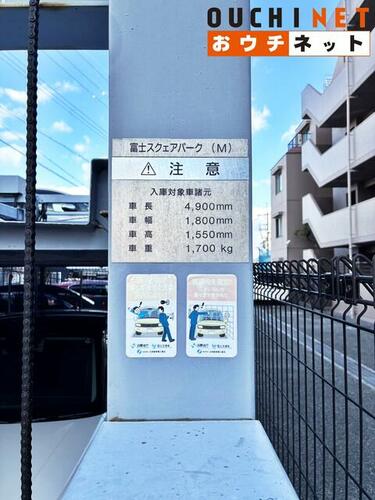 OUCHI NET
おウチネット
富士スクェアパーク（M）
注意
入庫対象車諸元
車長 4,900mm
車幅 1,800mm
車高 1,550mm
車重 1,700 kg